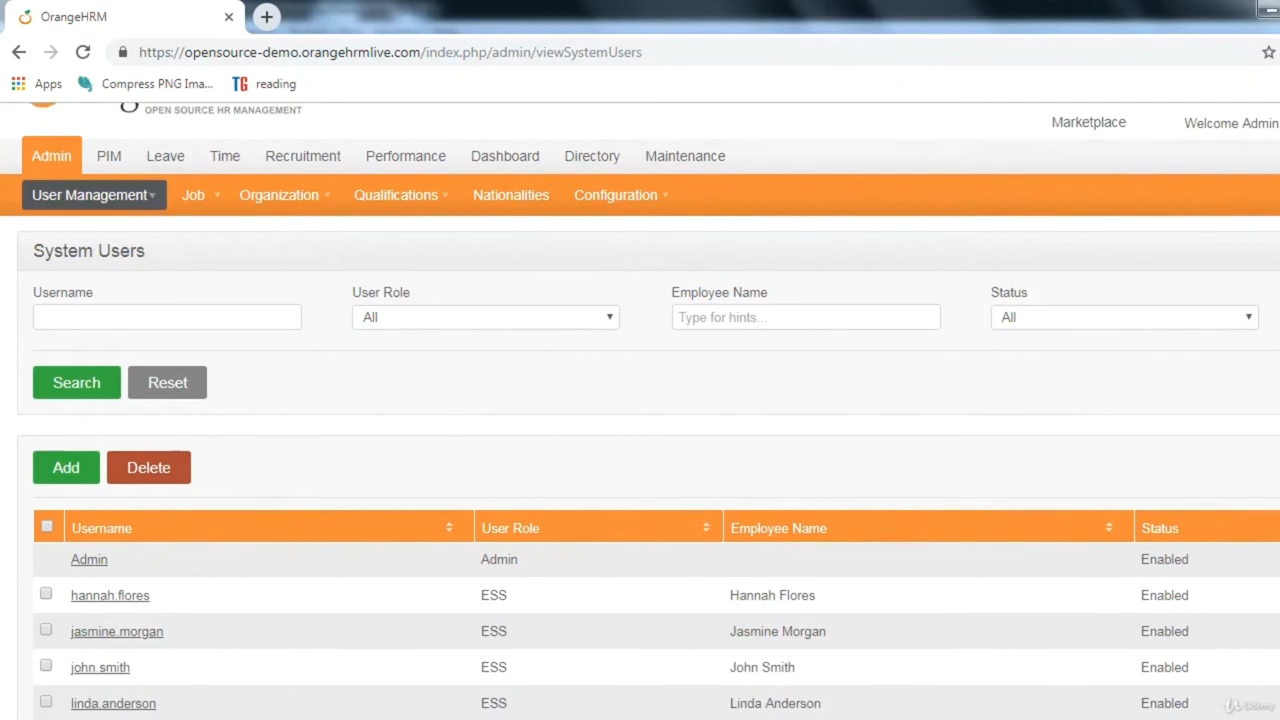 OrangeHRM
https://opensource-demo.orangehrmlive.com/index.php/admin/viewSystemUsers
Apps Compress PNG Ima... TG reading
OPEN SOURCE HR MANAGEMENT
Marketplace Welcome Admin
Admin PIM Leave Time Recruitment Performance Dashboard Directory Maintenance
User Management Job Organization Qualifications Nationalities Configuration
System Users
Username User Role Employee Name Status
All Type for hints... All
Search Reset
Add Delete
Username User Role Employee Name Status
Admin Admin Enabled
hannah.flores ESS Hannah Flores Enabled
jasmine.morgan ESS Jasmine Morgan Enabled
john.smith ESS John Smith Enabled
linda.anderson ESS Linda Anderson Enabled
Udemy